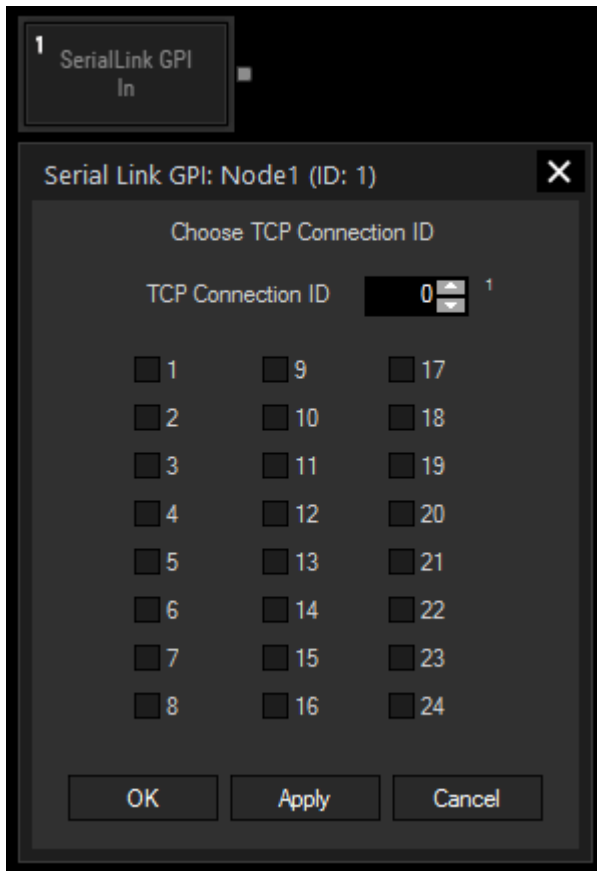 1
SerialLink GPI
In
Serial Link GPI: Node1 (ID: 1)
Choose TCP Connection ID
TCP Connection ID 0 1
1 9 17
2 10 18
3 11 19
4 12 20
5 13 21
6 14 22
7 15 23
8 16 24
OK Apply Cancel